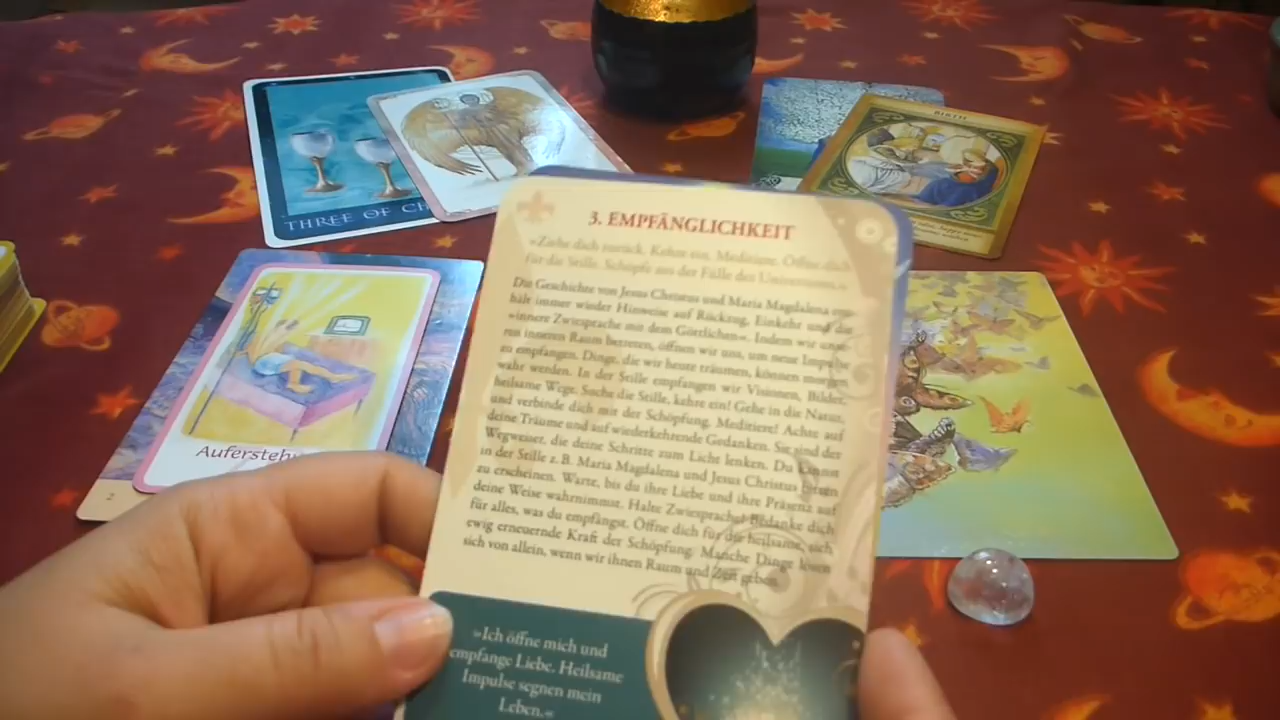 THREE OF C
BIRTH
3. EMPFÄNGLICHKEIT
»Ziehe dich zurück. Kehre ein. Meditiere. Öffne dich
für die Stille. Schöpfe aus der Fülle des Universums.«
Die Geschichte von Jesus Christus und Maria Magdalena
hält immer wieder Hinweise auf Rückzug, Einkehr und die
»innere Zwiesprache mit dem Göttlichen«. Indem wir
ren inneren Raum betreten, öffnen wir uns, um neue Impulse
zu empfangen. Dinge, die wir heute träumen, können morgen
wahr werden. In der Stille empfangen wir Visionen, Bilder,
heilsame Wege. Suche die Stille, kehre ein! Gehe in die Natur,
und verbinde dich mit der Schöpfung. Meditiere! Achte auf
deine Träume und auf wiederkehrende Gedanken. Sie sind der
Wegweiser, die deine Schritte zum Licht lenken. Du kannst
in der Stille z. B. Maria Magdalena und Jesus Christus bitten
zu erscheinen. Warte, bis du ihre Liebe und ihre Präsenz auf
deine Weise wahrnimmst. Halte Zwiesprache! Bedanke dich
für alles, was du empfängst. Öffne dich für die heilsame, sich
ewig erneuernde Kraft der Schöpfung. Manche Dinge lösen
sich von allein, wenn wir ihnen Raum und Zeit geben.
»Ich öffne mich und
empfange Liebe. Heilsame
Impulse segnen mein
Leben.«
Aufersteh
2